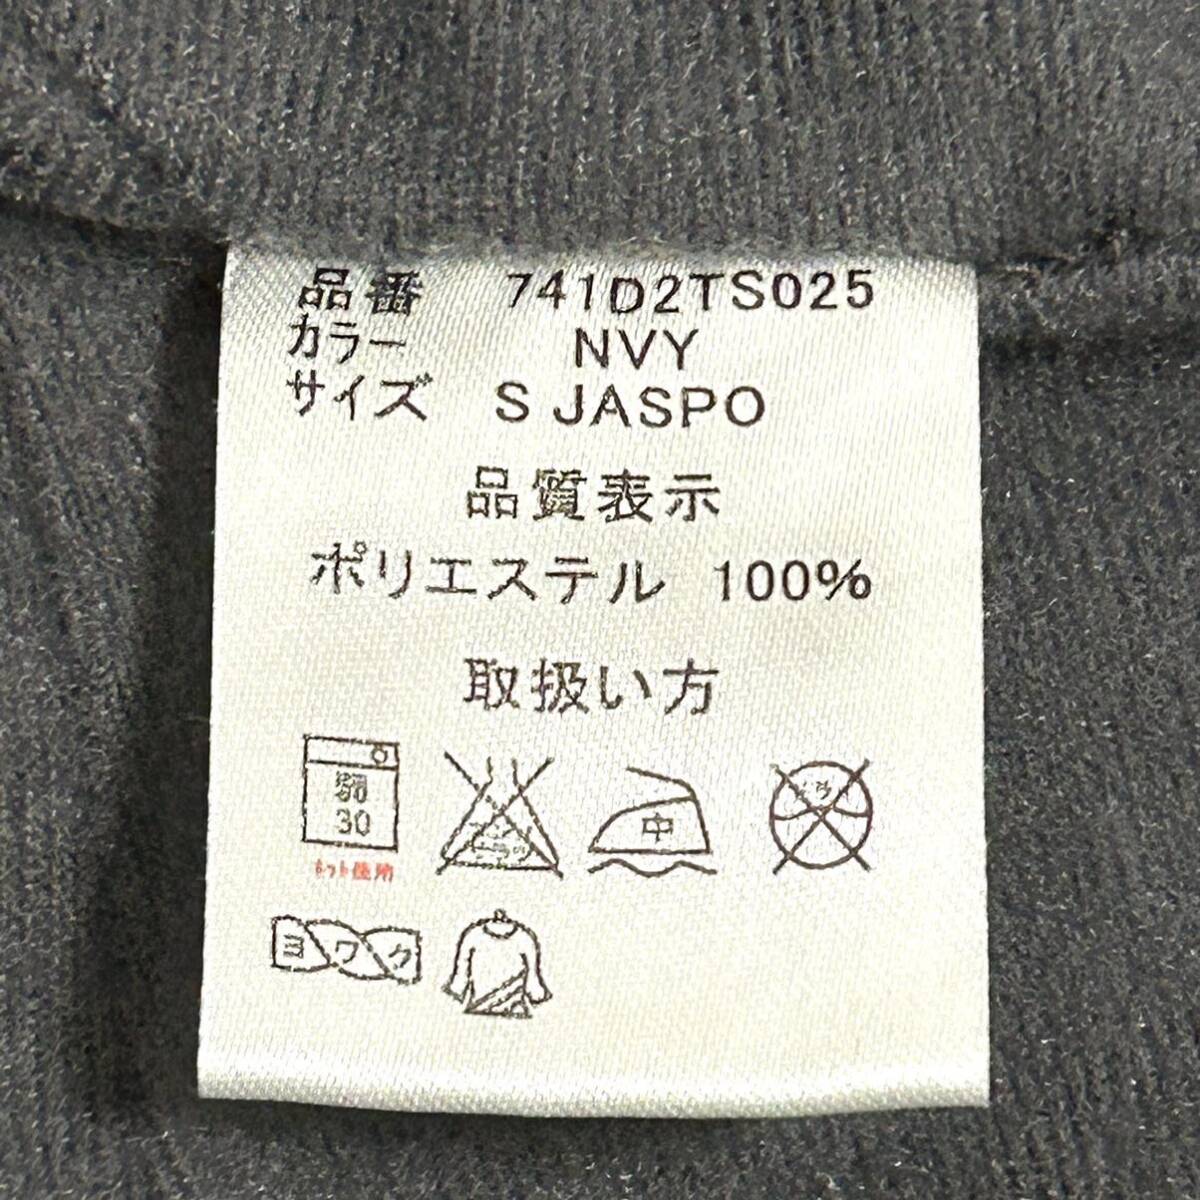 品番 741D2TS025
カラー NVY
サイズ S JASPO
品質表示
ポリエステル 100%
取扱い方
弱
30
中
ネット使用
ヨワク